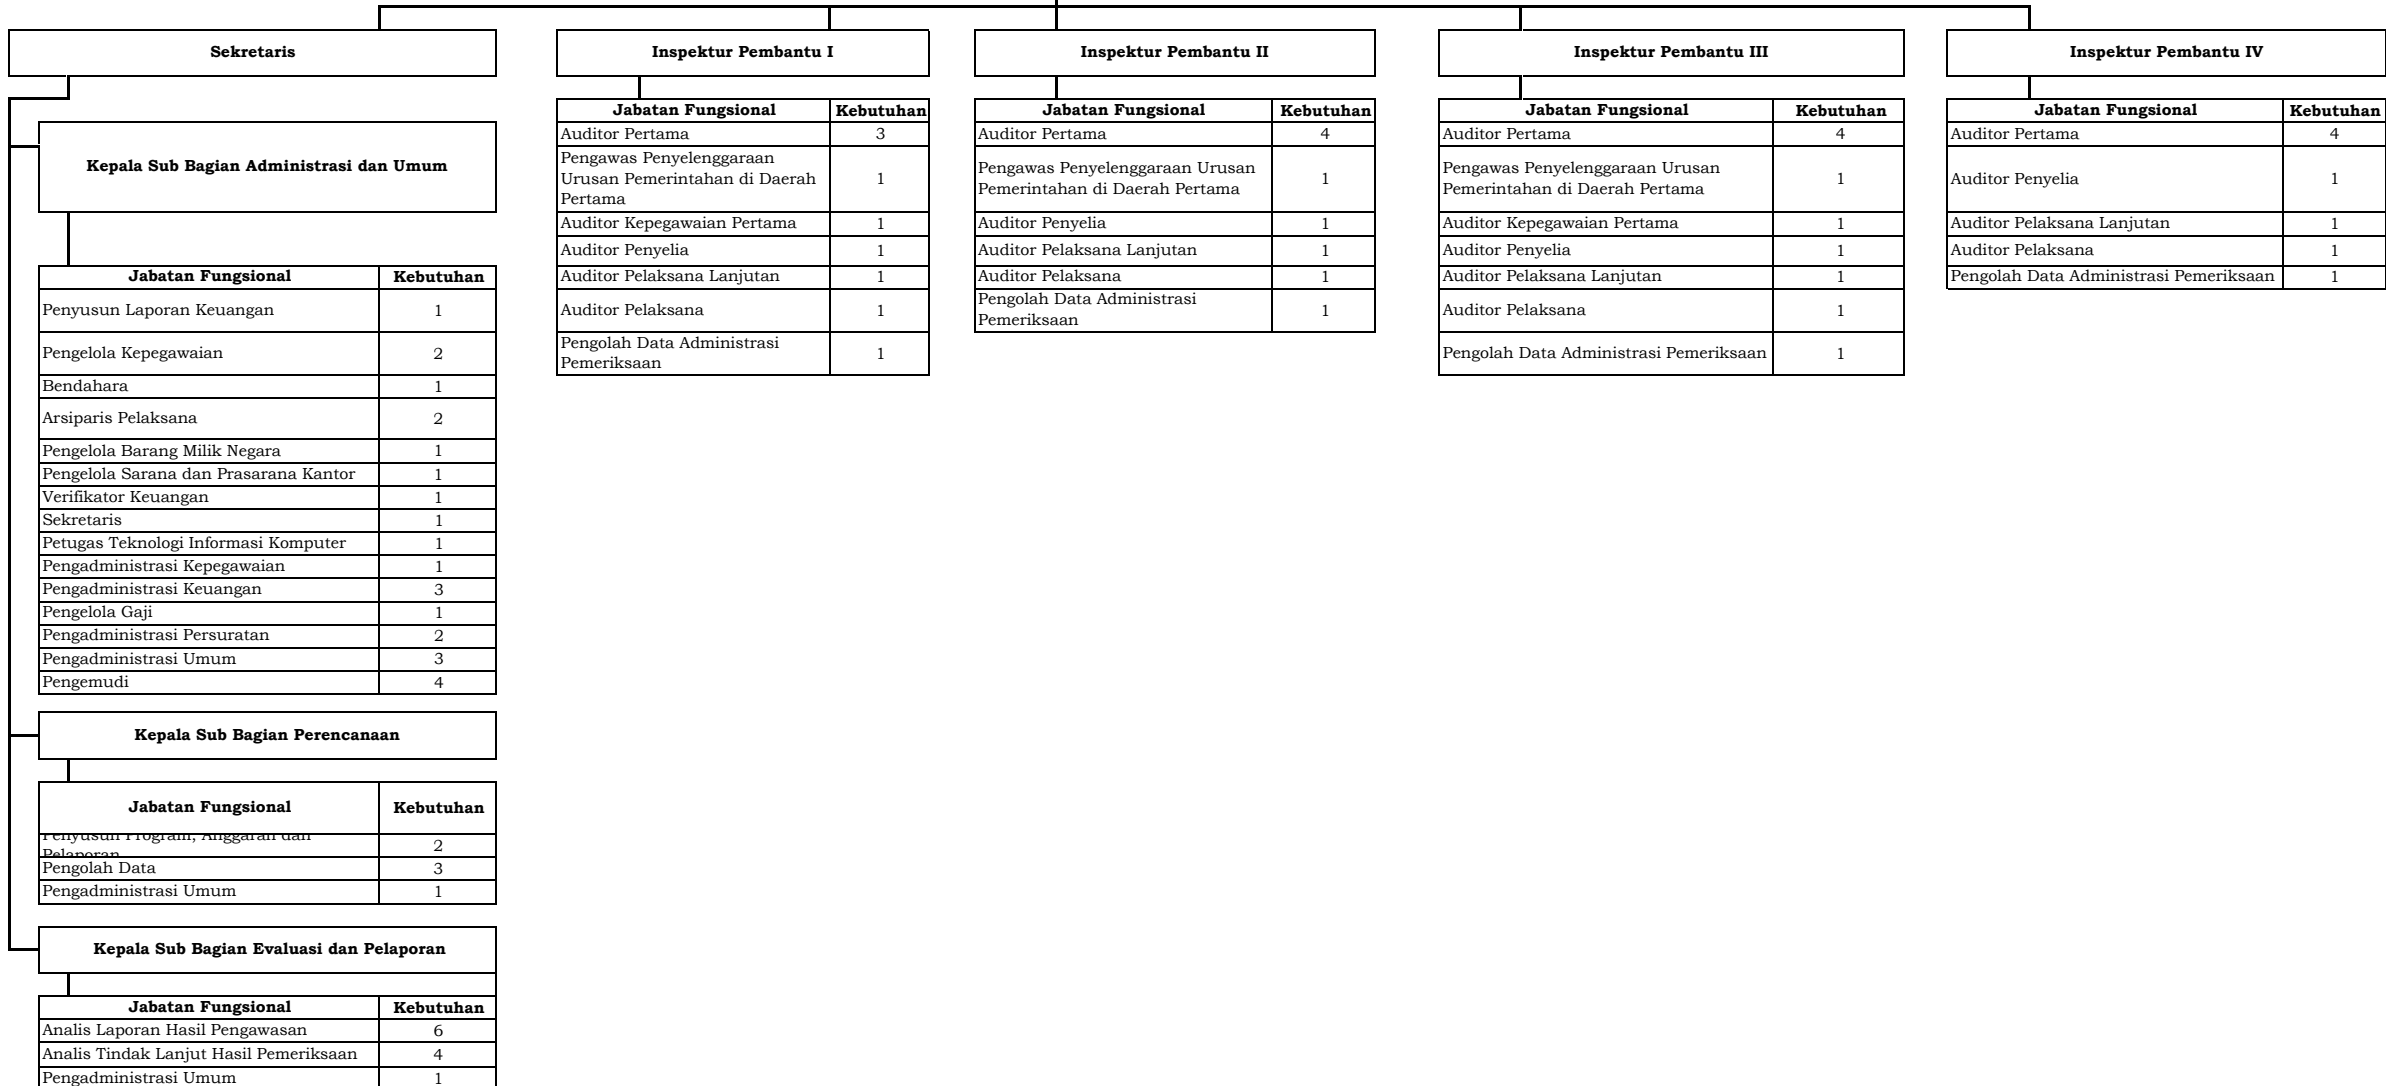 Sekretaris
Inspektur Pembantu I
Inspektur Pembantu II
Inspektur Pembantu III
Inspektur Pembantu IV
Kepala Sub Bagian Administrasi dan Umum
Jabatan Fungsional Kebutuhan
Penyusun Laporan Keuangan 1
Pengelola Kepegawaian 2
Bendahara 1
Arsiparis Pelaksana 2
Pengelola Barang Milik Negara 1
Pengelola Sarana dan Prasarana Kantor 1
Verifikator Keuangan 1
Sekretaris 1
Petugas Teknologi Informasi Komputer 1
Pengadministrasi Kepegawaian 1
Pengadministrasi Keuangan 3
Pengelola Gaji 1
Pengadministrasi Persuratan 2
Pengadministrasi Umum 3
Pengemudi 4
Kepala Sub Bagian Perencanaan
Jabatan Fungsional Kebutuhan
Penyusun Program, Anggaran dan
Pelaporan 2
Pengolah Data 3
Pengadministrasi Umum 1
Kepala Sub Bagian Evaluasi dan Pelaporan
Jabatan Fungsional Kebutuhan
Analis Laporan Hasil Pengawasan 6
Analis Tindak Lanjut Hasil Pemeriksaan 4
Pengadministrasi Umum 1
Jabatan Fungsional Kebutuhan
Auditor Pertama 3
Pengawas Penyelenggaraan
Urusan Pemerintahan di Daerah 1
Pertama
Auditor Kepegawaian Pertama 1
Auditor Penyelia 1
Auditor Pelaksana Lanjutan 1
Auditor Pelaksana 1
Pengolah Data Administrasi
Pemeriksaan 1
Jabatan Fungsional Kebutuhan
Auditor Pertama 4
Pengawas Penyelenggaraan Urusan
Pemerintahan di Daerah Pertama 1
Auditor Penyelia 1
Auditor Pelaksana Lanjutan 1
Auditor Pelaksana 1
Pengolah Data Administrasi
Pemeriksaan 1
Jabatan Fungsional Kebutuhan
Auditor Pertama 4
Pengawas Penyelenggaraan Urusan
Pemerintahan di Daerah Pertama 1
Auditor Kepegawaian Pertama 1
Auditor Penyelia 1
Auditor Pelaksana Lanjutan 1
Auditor Pelaksana 1
Pengolah Data Administrasi Pemeriksaan 1
Jabatan Fungsional Kebutuhan
Auditor Pertama 4
Auditor Penyelia 1
Auditor Pelaksana Lanjutan 1
Auditor Pelaksana 1
Pengolah Data Administrasi Pemeriksaan 1